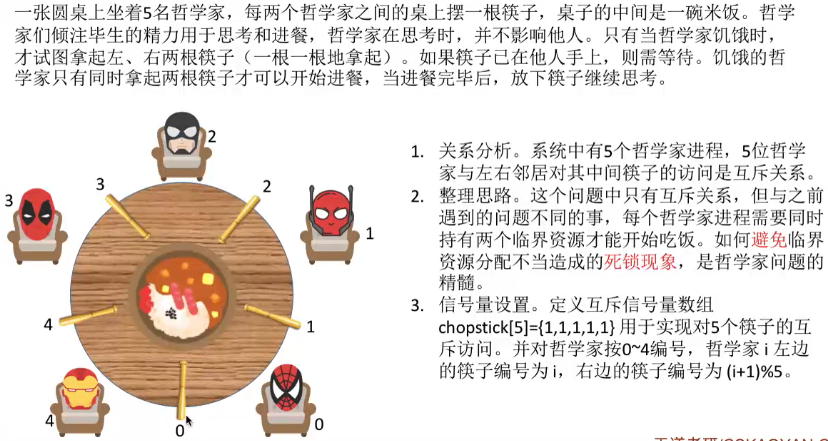 一张圆桌上坐着5名哲学家，每两个哲学家之间的桌上摆一根筷子，桌子的中间是一碗米饭。哲学
家们倾注毕生的精力用于思考和进餐，哲学家在思考时，并不影响他人。只有当哲学家饥饿时，
才试图拿起左、右两根筷子（一根一根地拿起）。如果筷子已在他人手上，则需等待。饥饿的哲
学家只有同时拿起两根筷子才可以开始进餐，当进餐完毕后，放下筷子继续思考。
2
3
3
2
1
4
1
4
0
0
1. 关系分析。系统中有5个哲学家进程，5位哲学
家与左右邻居对其中间筷子的访问是互斥关系。
2. 整理思路。这个问题中只有互斥关系，但与之前
遇到的问题不同的事，每个哲学家进程需要同时
持有两个临界资源才能开始吃饭。如何避免临界
资源分配不当造成的死锁现象，是哲学家问题的
精髓。
3. 信号量设置。定义互斥信号量数组
chopstick[5]={1,1,1,1,1} 用于实现对5个筷子的互
斥访问。并对哲学家按0~4编号，哲学家 i 左边
的筷子编号为 i，右边的筷子编号为 (i+1)%5。